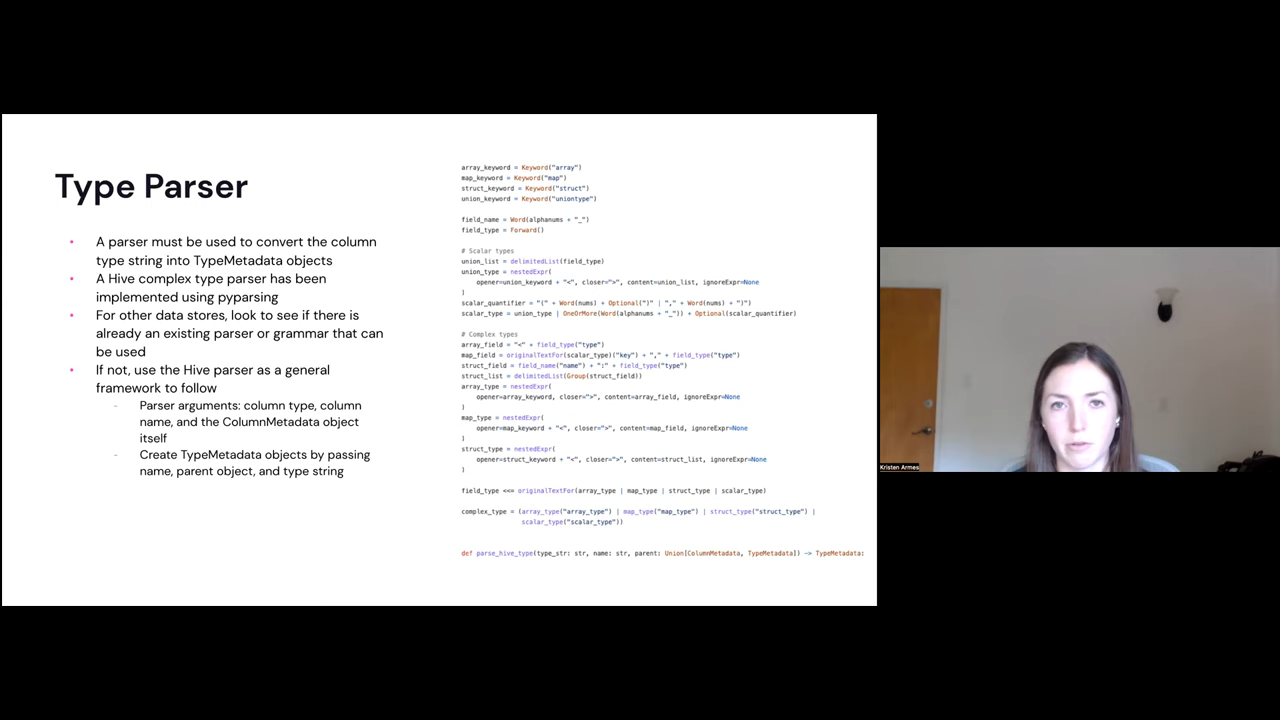 Type Parser
• A parser must be used to convert the column
type string into TypeMetadata objects
• A Hive complex type parser has been
implemented using pyparsing
• For other data stores, look to see if there is
already an existing parser or grammar that can
be used
• If not, use the Hive parser as a general
framework to follow
- Parser arguments: column type, column
name, and the ColumnMetadata object
itself
- Create TypeMetadata objects by passing
name, parent object, and type string
array_keyword = Keyword("array")
map_keyword = Keyword("map")
struct_keyword = Keyword("struct")
union_keyword = Keyword("uniontype")
field_name = Word(alphanums + "_")
field_type = Forward()
# Scalar types
union_list = delimitedList(field_type)
union_type = nestedExpr(
opener=union_keyword + "<", closer=">", content=union_list, ignoreExpr=None
)
scalar_quantifier = "(" + Word(nums) + Optional(")" | "," + Word(nums) + ")")
scalar_type = union_type | OneOrMore(Word(alphanums + "_")) + Optional(scalar_quantifier)
# Complex types
array_field = "<" + field_type("type")
map_field = originalTextFor(scalar_type)("key") + "," + field_type("type")
struct_field = field_name("name") + ":" + field_type("type")
struct_list = delimitedList(Group(struct_field))
array_type = nestedExpr(
opener=array_keyword, closer=">", content=array_field, ignoreExpr=None
)
map_type = nestedExpr(
opener=map_keyword + "<", closer=">", content=map_field, ignoreExpr=None
)
struct_type = nestedExpr(
opener=struct_keyword + "<", closer=">", content=struct_list, ignoreExpr=None
)
field_type <<= originalTextFor(array_type | map_type | struct_type | scalar_type)
complex_type = (array_type("array_type") | map_type("map_type") | struct_type("struct_type") |
scalar_type("scalar_type"))
def parse_hive_type(type_str: str, name: str, parent: Union[ColumnMetadata, TypeMetadata]) -> TypeMetadata:
Kristen Armes